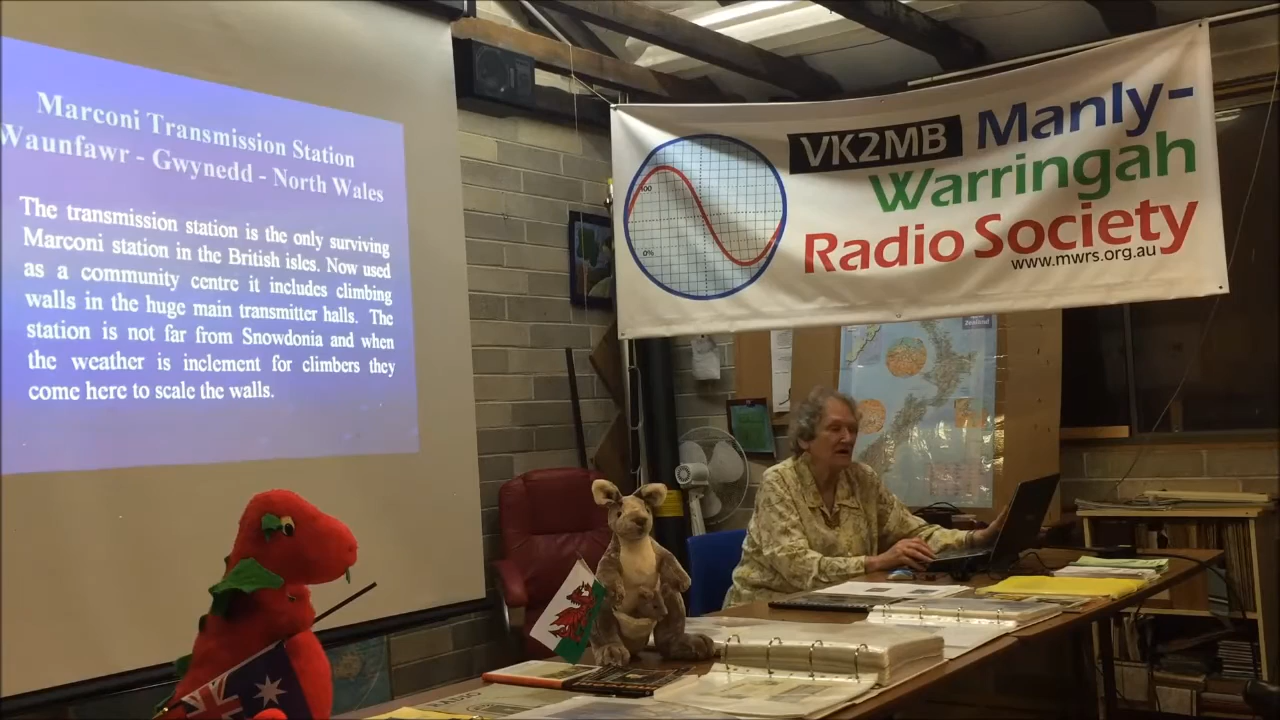 Marconi Transmission Station
Waunfawr - Gwynedd - North Wales
The transmission station is the only surviving
Marconi station in the British isles. Now used
as a community centre it includes climbing
walls in the huge main transmitter halls. The
station is not far from Snowdonia and when
the weather is inclement for climbers they
come here to scale the walls.
100
0%
VK2MB Manly-
Warringah
Radio Society
www.mwrs.org.au
Zealand
RADIO